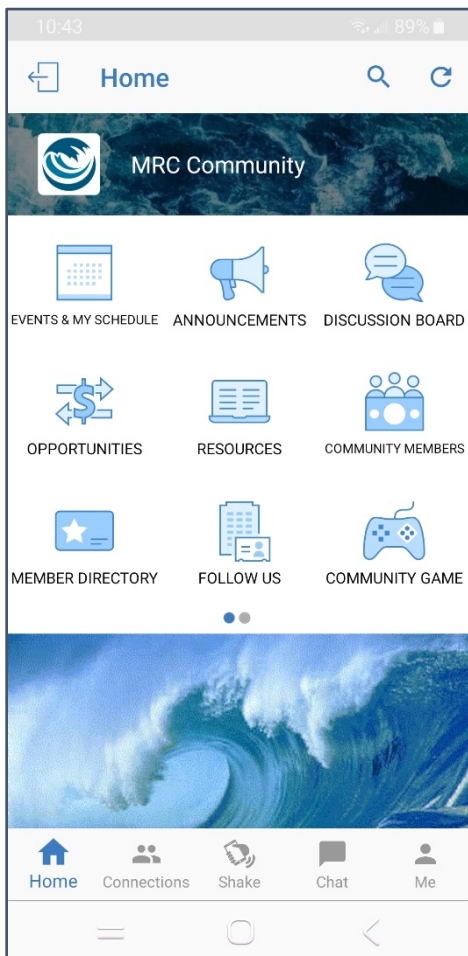 10:43 89%
Home
MRC Community
EVENTS & MY SCHEDULE ANNOUNCEMENTS DISCUSSION BOARD
OPPORTUNITIES RESOURCES COMMUNITY MEMBERS
MEMBER DIRECTORY FOLLOW US COMMUNITY GAME
Home Connections Shake Chat Me